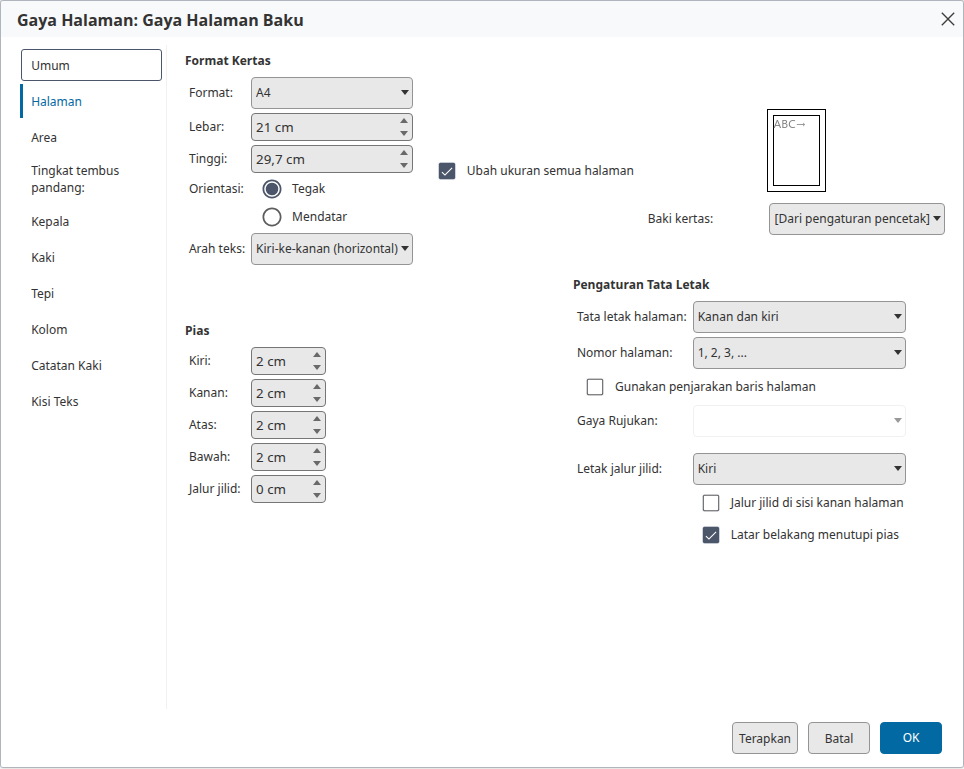 Gaya Halaman: Gaya Halaman Baku
Umum
Halaman
Area
Tingkat tembus
pandang:
Kepala
Kaki
Tepi
Kolom
Catatan Kaki
Kisi Teks
Format Kertas
Format: A4
Lebar: 21 cm
Tinggi: 29,7 cm
Orientasi: Tegak
Mendatar
Arah teks: Kiri-ke-kanan (horizontal)
Ubah ukuran semua halaman
ABC→
Baki kertas: [Dari pengaturan pencetak]
Pias
Kiri: 2 cm
Kanan: 2 cm
Atas: 2 cm
Bawah: 2 cm
Jalur jilid: 0 cm
Pengaturan Tata Letak
Tata letak halaman: Kanan dan kiri
Nomor halaman: 1, 2, 3, ...
Gunakan penjarakan baris halaman
Gaya Rujukan:
Letak jalur jilid: Kiri
Jalur jilid di sisi kanan halaman
Latar belakang menutupi pias
Terapkan Batal OK